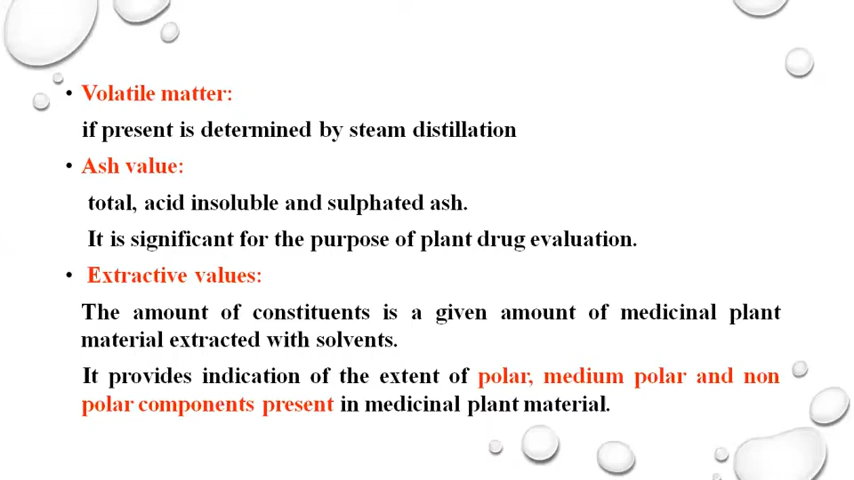 • Volatile matter:
if present is determined by steam distillation
• Ash value:
total, acid insoluble and sulphated ash.
It is significant for the purpose of plant drug evaluation.
• Extractive values:
The amount of constituents is a given amount of medicinal plant
material extracted with solvents.
It provides indication of the extent of polar, medium polar and non
polar components present in medicinal plant material.